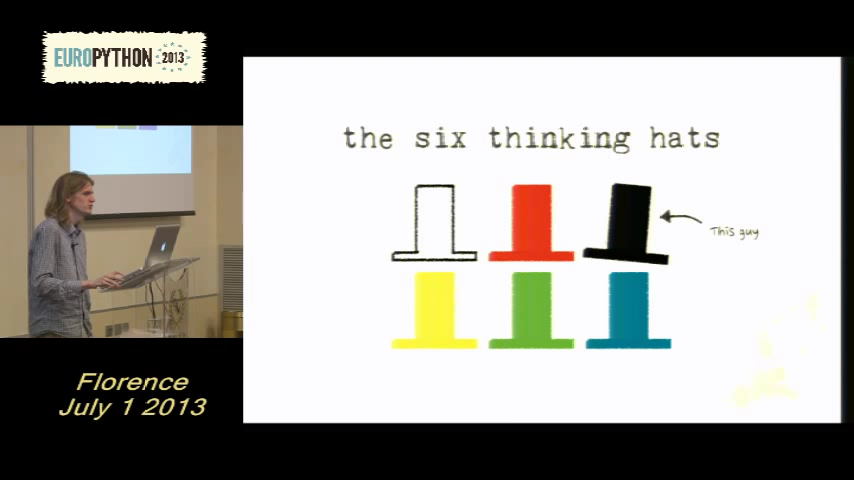 EUROPYTHON 2013
the six thinking hats
This guy
Florence
July 1 2013